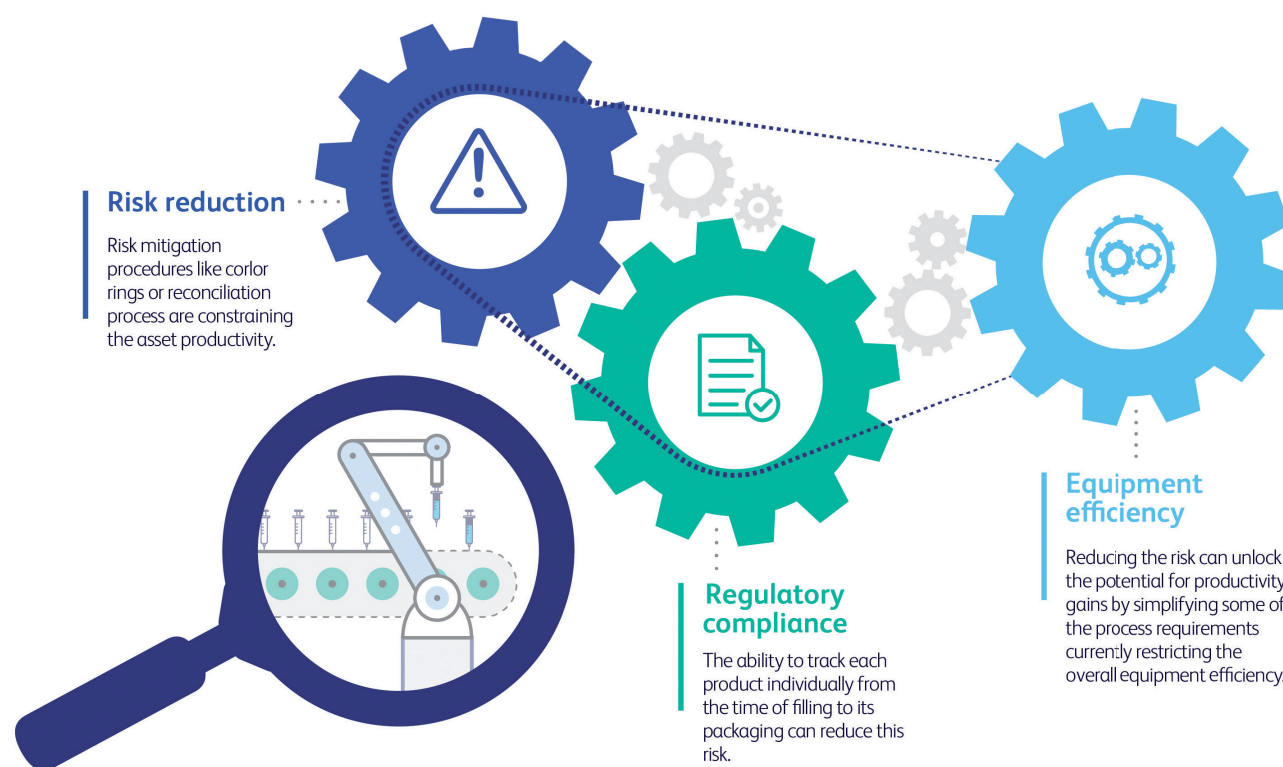 Risk reduction
Risk mitigation
procedures like corlor
rings or reconciliation
process are constraining
the asset productivity.
Regulatory
compliance
The ability to track each
product individually from
the time of filling to its
packaging can reduce this
risk.
Equipment
efficiency
Reducing the risk can unlock
the potential for productivity
gains by simplifying some of
the process requirements
currently restricting the
overall equipment efficiency.